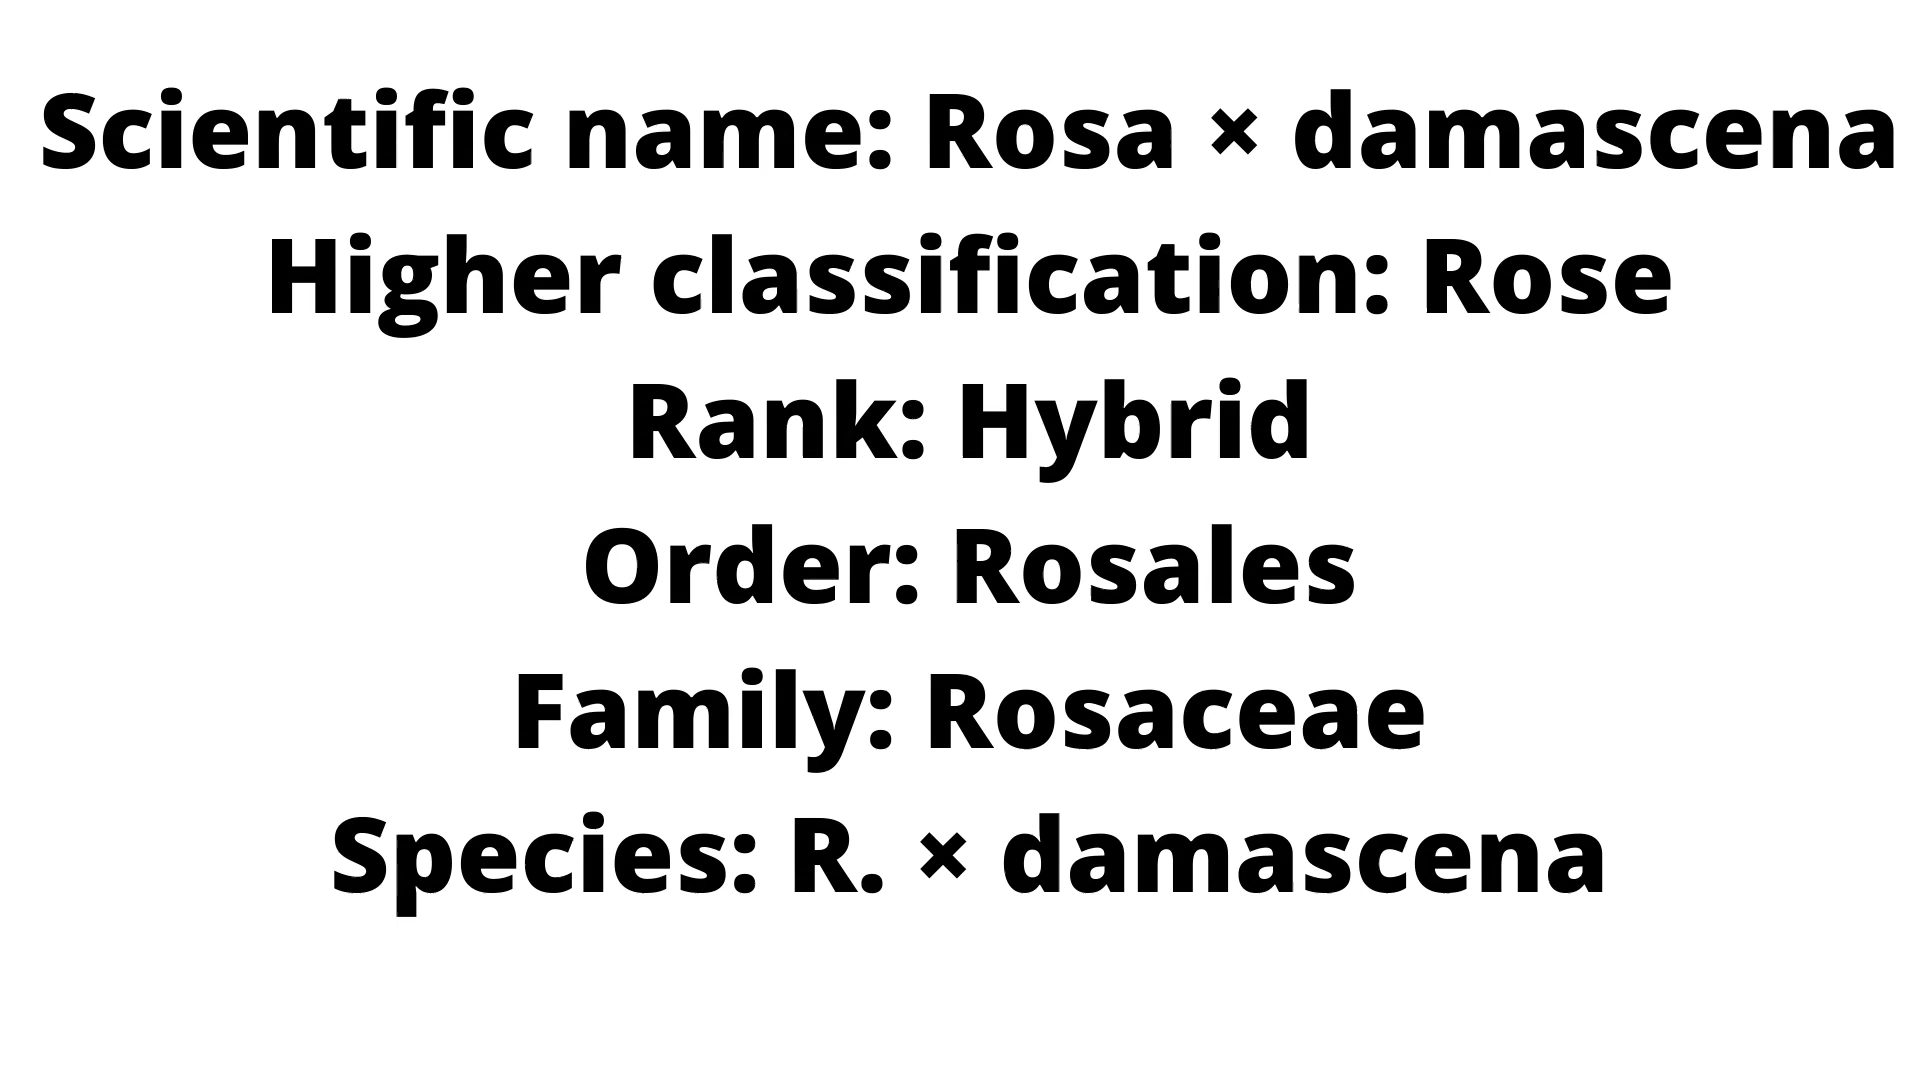 Scientific name: Rosa × damascena
Higher classification: Rose
Rank: Hybrid
Order: Rosales
Family: Rosaceae
Species: R. × damascena